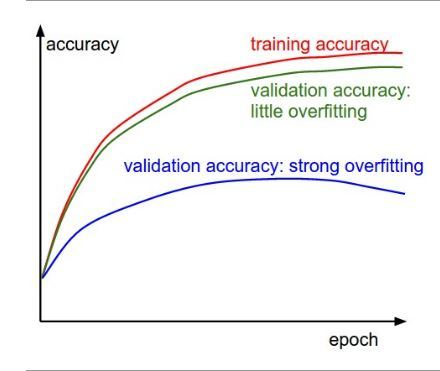 accuracy
training accuracy
validation accuracy:
little overfitting
validation accuracy: strong overfitting
epoch